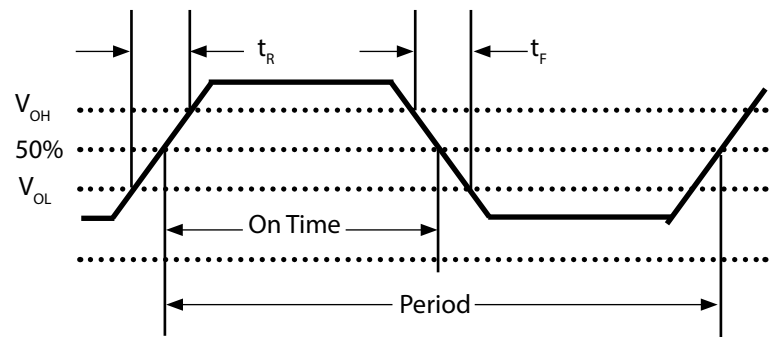 t_R
t_F
V_OH
50%
V_OL
On Time
Period